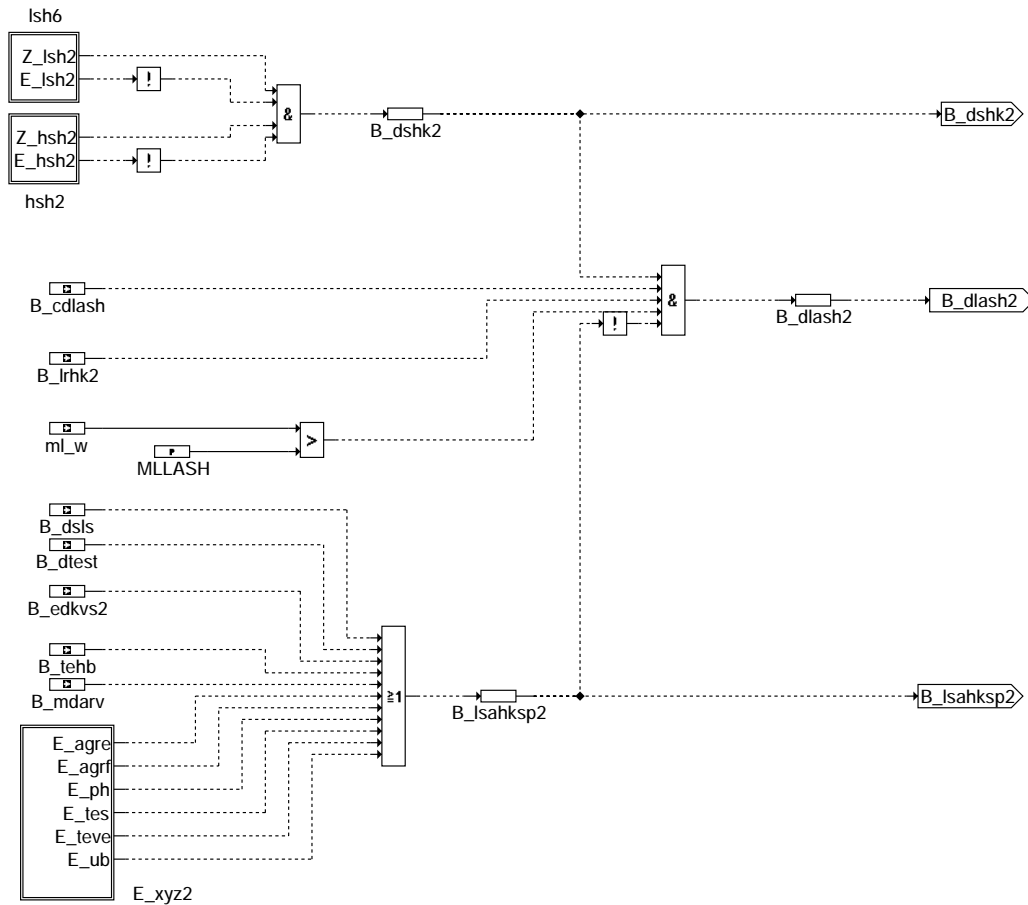 lsh6
Z_lsh2
E_lsh2
!
&
B_dshk2
B_dshk2
Z_hsh2
E_hsh2
!
hsh2
B_cdlash
&
B_dlash2
B_dlash2
!
B_lrhk2
ml_w
>
P
MLLASH
B_dsls
B_dtest
B_edkvs2
B_tehb
B_mdarv
≥1
B_lsahksp2
B_lsahksp2
E_agre
E_agrf
E_ph
E_tes
E_teve
E_ub
E_xyz2